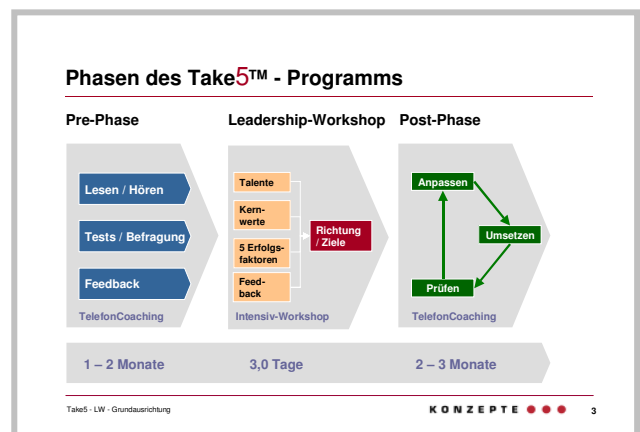 Phasen des Take5™ - Programms
Pre-Phase
Leadership-Workshop
Post-Phase
Lesen / Hören
Tests / Befragung
Feedback
TelefonCoaching
Talente
Kern-
werte
5 Erfolgs-
faktoren
Feed-
back
Richtung
/ Ziele
Intensiv-Workshop
Anpassen
Umsetzen
Prüfen
TelefonCoaching
1 – 2 Monate
3,0 Tage
2 – 3 Monate
Take5 - LW - Grundausrichtung
KONZEPTE
3